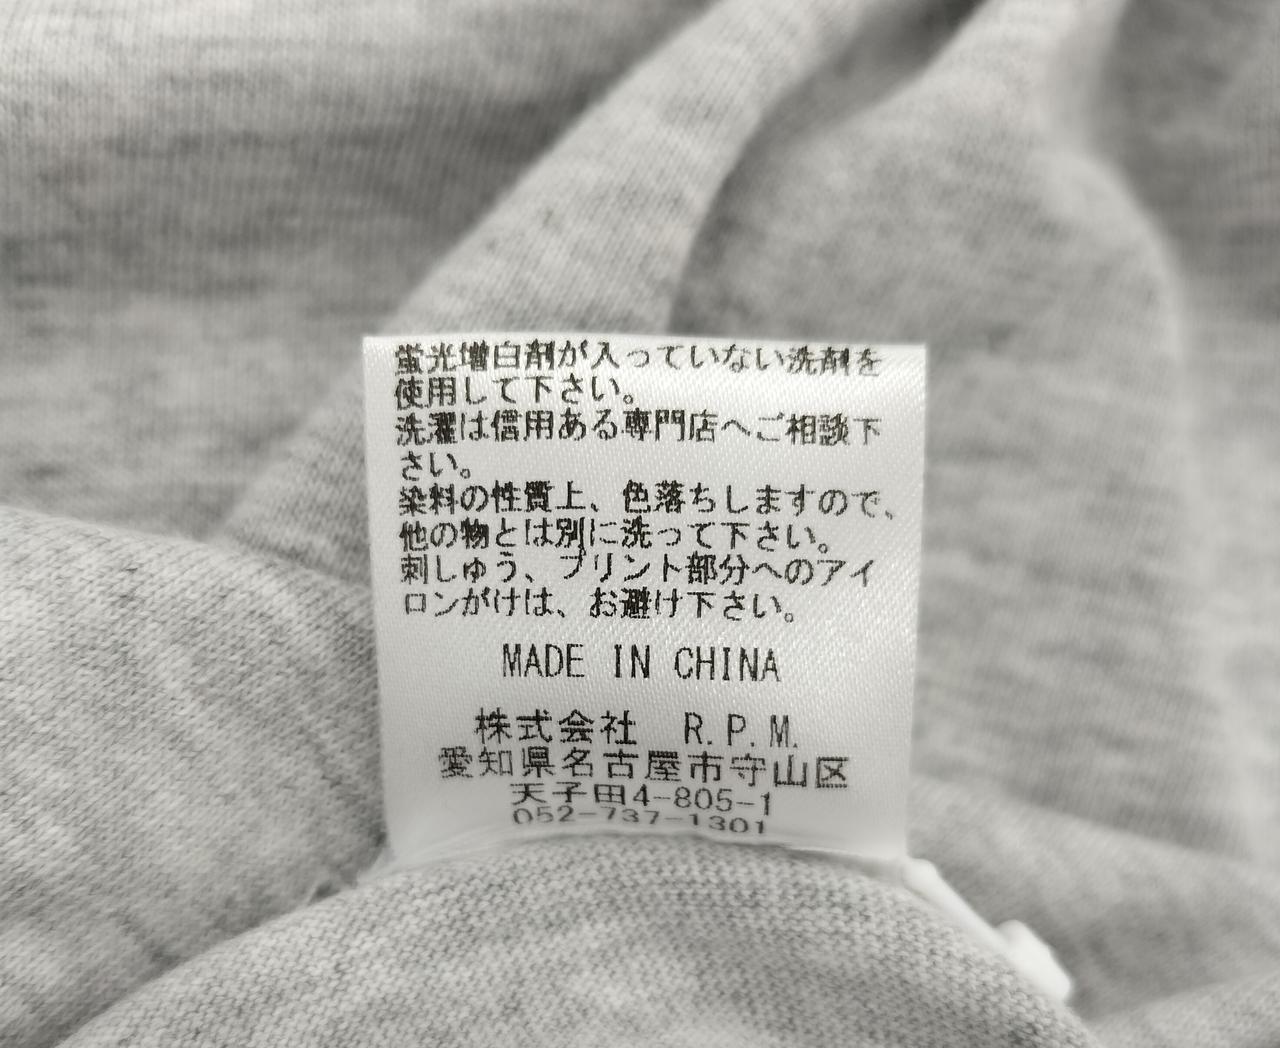 蛍光増白剤が入っていない洗剤を
使用して下さい。
洗濯は信用ある専門店へご相談下
さい。
染料の性質上、色落ちしますので、
他の物とは別に洗って下さい。
刺しゅう、プリント部分へのアイ
ロンがけは、お避け下さい。
MADE IN CHINA
株式会社 R.P.M.
愛知県名古屋市守山区
天子田4-805-1
052-737-1301